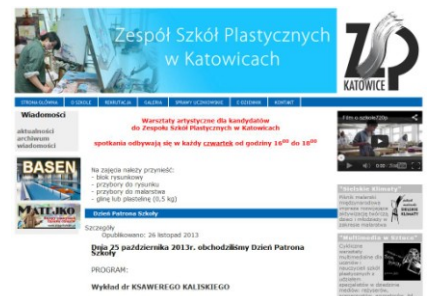 Zespół Szkół Plastycznych
w Katowicach
KATOWICE
STRONA GŁÓWNA O SZKOLE REKRUTACJA GALERIA SPRAWY UCZNIOWSKIE E-DZIENNIK KONTAKT
Wiadomości
aktualności
archiwum
wiadomości
BASEN
MATEJKO
Warsztaty artystyczne dla kandydatów
do Zespołu Szkół Plastycznych w Katowicach
spotkania odbywają się w każdy czwartek od godziny 16⁰⁰ do 18⁰⁰
Na zajęcia należy przynieść:
- blok rysunkowy
- przybory do rysunku
- przybory do malarstwa
- glinę lub plastelinę (0,5 kg)
Dzień Patrona Szkoły
Szczegóły
Opublikowano: 26 listopad 2013
Dnia 25 października 2013r. obchodziliśmy Dzień Patrona
Szkoły
PROGRAM:
Wykład dr KSAWEREGO KALISKIEGO
Film o szkole720p
"Śląskie Klimaty"
"Multimedia w Sztuce"